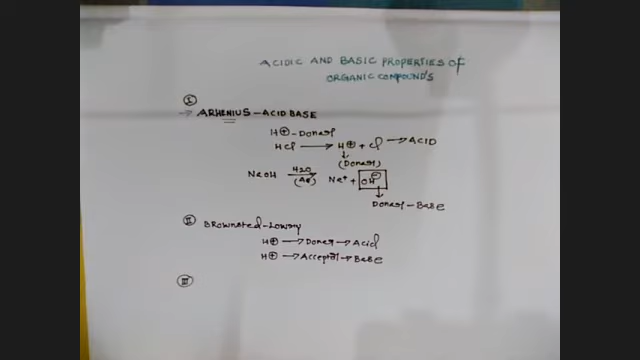 ACIDIC AND BASIC PROPERTIES OF
ORGANIC COMPOUND'S
I
→ ARHENIUS - ACID BASE
H⊕ - Donar
HCl → H⊕ + Cl → ACID
↓
(Donar)
NaOH H2O → (Aq) Na+ + OH⊖
↓
Donar - Base
II Brownsted - Lowry
H⊕ → Donar → Acid
H⊕ → Acceptor → Base
III